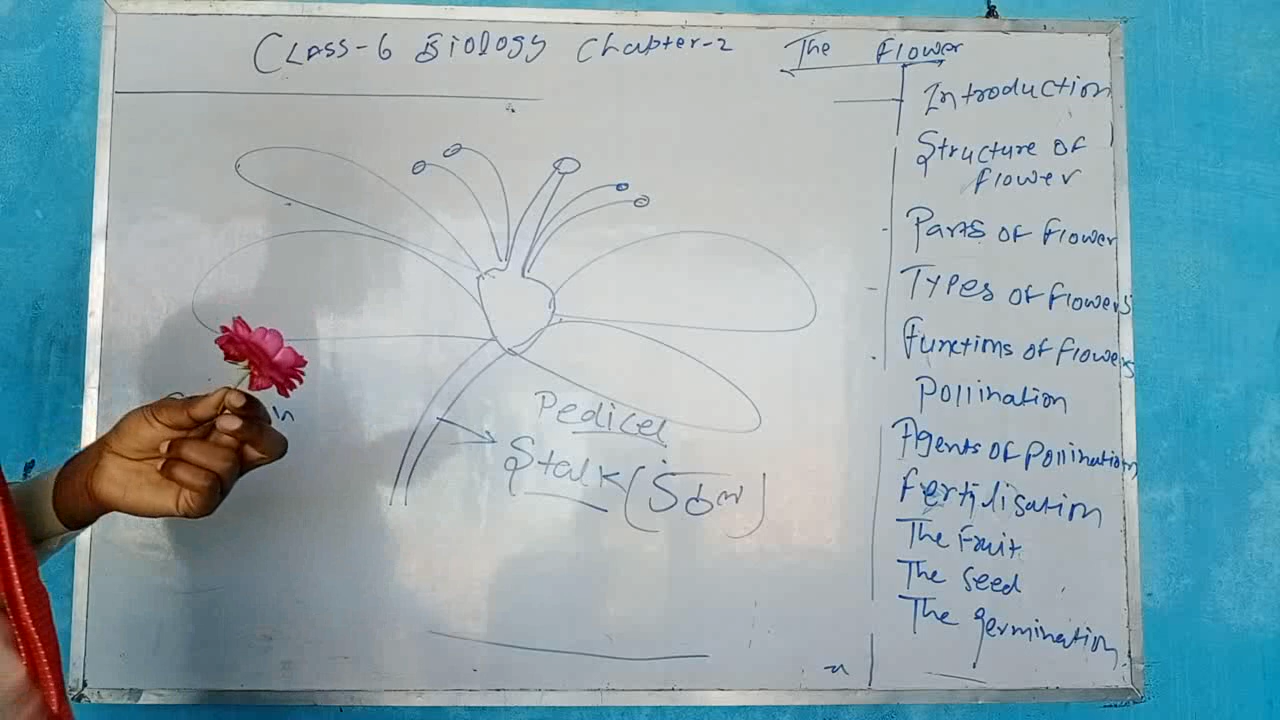 Class-6 Biology Chapter-2 The Flower
Introduction
Structure of
flower
Parts of flower
Types of flowers
Functions of flowers
Pollination
Agents of Pollination
Fertilisation
The Fruit
The Seed
The germination
Pedicel
Stalk